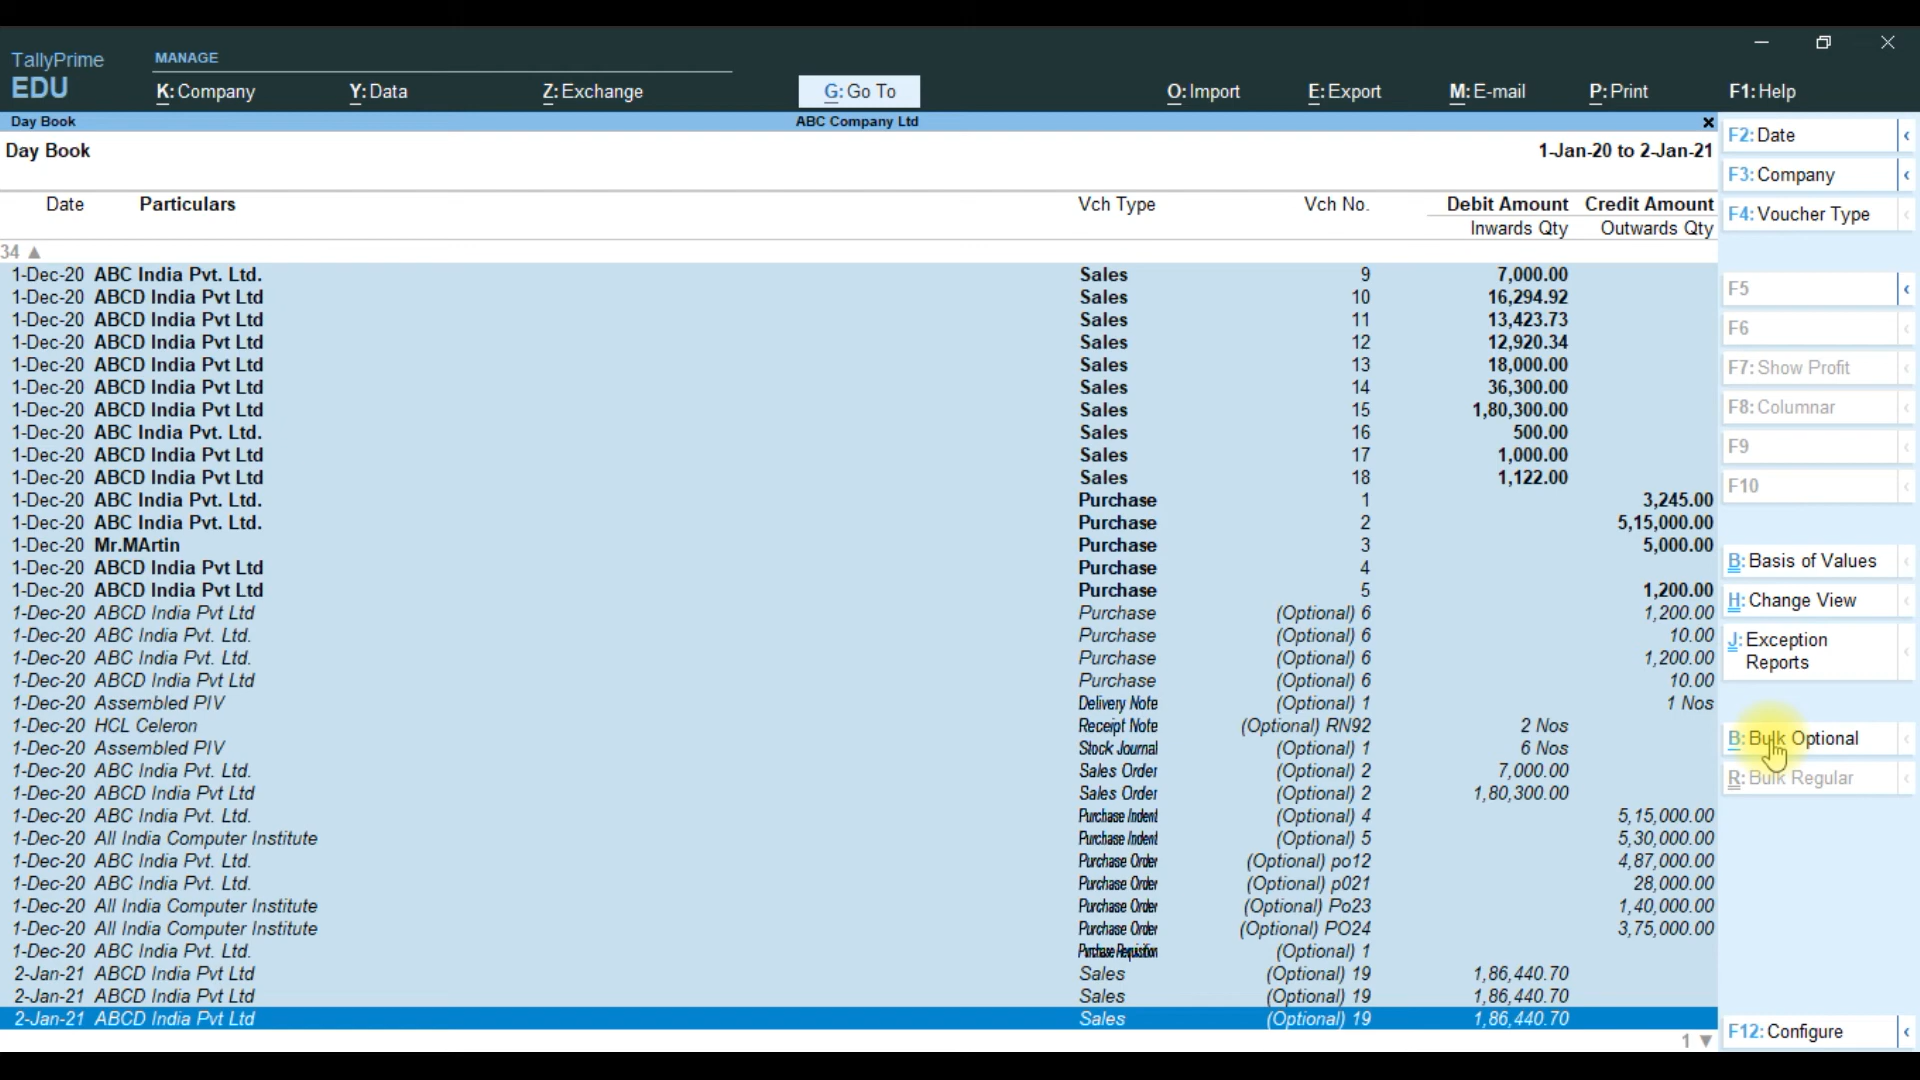 TallyPrime
EDU
MANAGE
K: Company Y: Data Z: Exchange G: Go To O: Import E: Export M: E-mail P: Print F1: Help
Day Book ABC Company Ltd
Day Book 1-Jan-20 to 2-Jan-21
Date Particulars Vch Type Vch No. Debit Amount Credit Amount
Inwards Qty Outwards Qty
34
1-Dec-20 ABC India Pvt. Ltd. Sales 9 7,000.00
1-Dec-20 ABCD India Pvt Ltd Sales 10 16,294.92
1-Dec-20 ABCD India Pvt Ltd Sales 11 13,423.73
1-Dec-20 ABCD India Pvt Ltd Sales 12 12,920.34
1-Dec-20 ABCD India Pvt Ltd Sales 13 18,000.00
1-Dec-20 ABCD India Pvt Ltd Sales 14 36,300.00
1-Dec-20 ABCD India Pvt Ltd Sales 15 1,80,300.00
1-Dec-20 ABC India Pvt. Ltd. Sales 16 500.00
1-Dec-20 ABCD India Pvt Ltd Sales 17 1,000.00
1-Dec-20 ABCD India Pvt Ltd Sales 18 1,122.00
1-Dec-20 ABC India Pvt. Ltd. Purchase 1 3,245.00
1-Dec-20 ABC India Pvt. Ltd. Purchase 2 5,15,000.00
1-Dec-20 Mr.MArtin Purchase 3 5,000.00
1-Dec-20 ABCD India Pvt Ltd Purchase 4
1-Dec-20 ABCD India Pvt Ltd Purchase 5 1,200.00
1-Dec-20 ABCD India Pvt Ltd Purchase (Optional) 6 1,200.00
1-Dec-20 ABC India Pvt. Ltd. Purchase (Optional) 6 10.00
1-Dec-20 ABC India Pvt. Ltd. Purchase (Optional) 6 1,200.00
1-Dec-20 ABCD India Pvt Ltd Purchase (Optional) 6 10.00
1-Dec-20 Assembled PIV Delivery Note (Optional) 1 1 Nos
1-Dec-20 HCL Celeron Receipt Note (Optional) RN92 2 Nos
1-Dec-20 Assembled PIV Stock Journal (Optional) 1 6 Nos
1-Dec-20 ABC India Pvt. Ltd. Sales Order (Optional) 2 7,000.00
1-Dec-20 ABCD India Pvt Ltd Sales Order (Optional) 2 1,80,300.00
1-Dec-20 ABC India Pvt. Ltd. Purchase Indent (Optional) 4 5,15,000.00
1-Dec-20 All India Computer Institute Purchase Indent (Optional) 5 5,30,000.00
1-Dec-20 ABC India Pvt. Ltd. Purchase Order (Optional) po12 4,87,000.00
1-Dec-20 ABC India Pvt. Ltd. Purchase Order (Optional) p021 28,000.00
1-Dec-20 All India Computer Institute Purchase Order (Optional) Po23 1,40,000.00
1-Dec-20 All India Computer Institute Purchase Order (Optional) PO24 3,75,000.00
1-Dec-20 ABC India Pvt. Ltd. Purchase Requisition (Optional) 1
2-Jan-21 ABCD India Pvt Ltd Sales (Optional) 19 1,86,440.70
2-Jan-21 ABCD India Pvt Ltd Sales (Optional) 19 1,86,440.70
2-Jan-21 ABCD India Pvt Ltd Sales (Optional) 19 1,86,440.70
1
F2: Date
F3: Company
F4: Voucher Type
F5
F6
F7: Show Profit
F8: Columnar
F9
F10
B: Basis of Values
H: Change View
J: Exception
Reports
B: Bulk Optional
R: Bulk Regular
F12: Configure